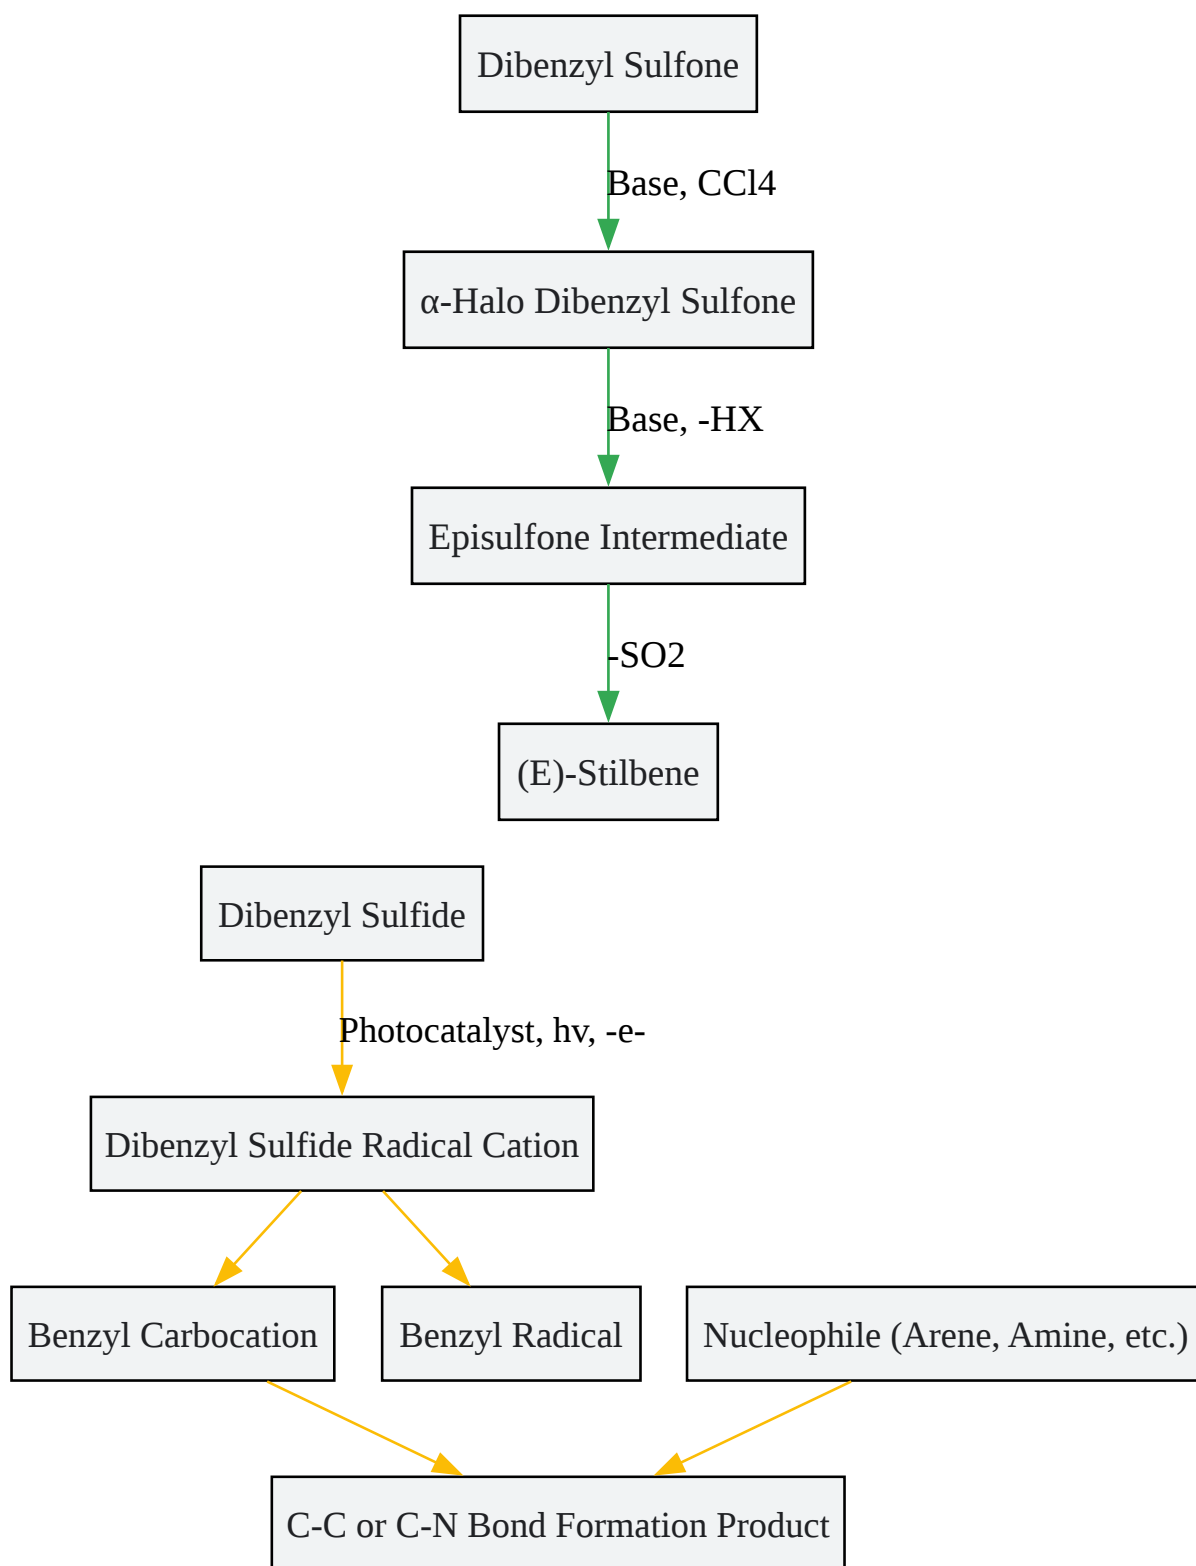 Dibenzyl Sulfone
Base, CCl4
α-Halo Dibenzyl Sulfone
Base, -HX
Episulfone Intermediate
-SO2
(E)-Stilbene
Dibenzyl Sulfide
Photocatalyst, hv, -e-
Dibenzyl Sulfide Radical Cation
Benzyl Carbocation
Benzyl Radical
Nucleophile (Arene, Amine, etc.)
C-C or C-N Bond Formation Product